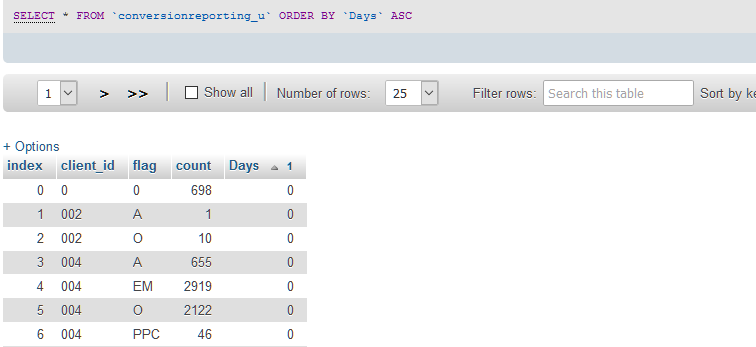 SELECT * FROM `conversionreporting_u` ORDER BY `Days` ASC
1 > >> Show all Number of rows: 25 Filter rows: Search this table Sort by ke
+ Options
index client_id flag count Days 1
0 0 0 698 0
1 002 A 1 0
2 002 O 10 0
3 004 A 655 0
4 004 EM 2919 0
5 004 O 2122 0
6 004 PPC 46 0